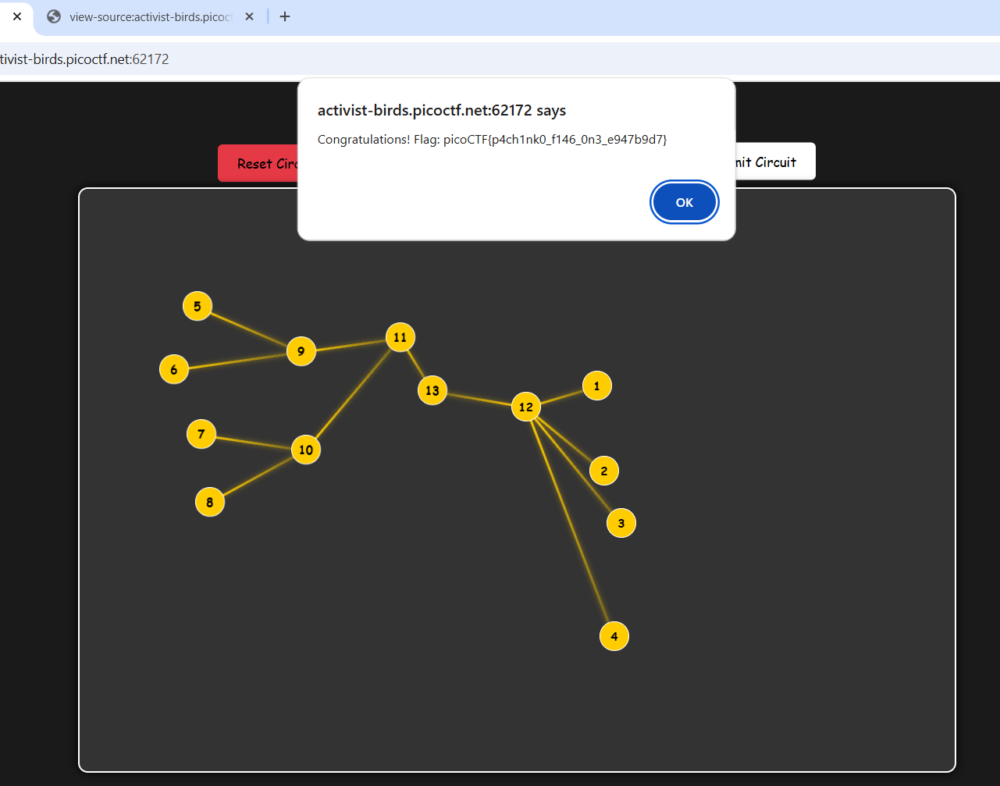 view-source:activist-birds.picoct
tivist-birds.picoctf.net:62172
activist-birds.picoctf.net:62172 says
Congratulations! Flag: picoCTF{p4ch1nk0_f146_0n3_e947b9d7}
OK
Reset Circ
nit Circuit
5
11
9
6
1
13
12
7
10
2
8
3
4